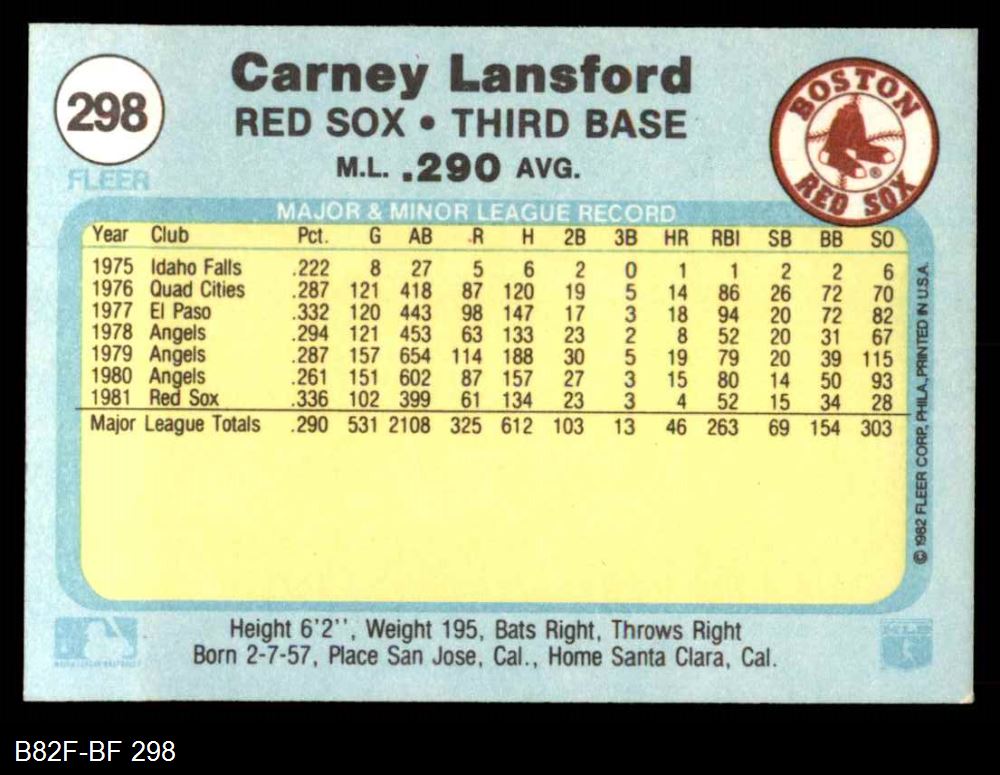 298
FLEER
Carney Lansford
RED SOX • THIRD BASE
M.L. .290 AVG.
BOSTON
RED SOX
®
MAJOR & MINOR LEAGUE RECORD
Year Club Pct. G AB R H 2B 3B HR RBI SB BB SO
1975 Idaho Falls .222 8 27 5 6 2 0 1 1 2 2 6
1976 Quad Cities .287 121 418 87 120 19 5 14 86 26 72 70
1977 El Paso .332 120 443 98 147 17 3 18 94 20 72 82
1978 Angels .294 121 453 63 133 23 2 8 52 20 31 67
1979 Angels .287 157 654 114 188 30 5 19 79 20 39 115
1980 Angels .261 151 602 87 157 27 3 15 80 14 50 93
1981 Red Sox .336 102 399 61 134 23 3 4 52 15 34 28
Major League Totals .290 531 2108 325 612 103 13 46 263 69 154 303
© 1982 FLEER CORP., PHILA., PRINTED IN U.S.A.
Height 6'2'', Weight 195, Bats Right, Throws Right
Born 2-7-57, Place San Jose, Cal., Home Santa Clara, Cal.
B82F-BF 298